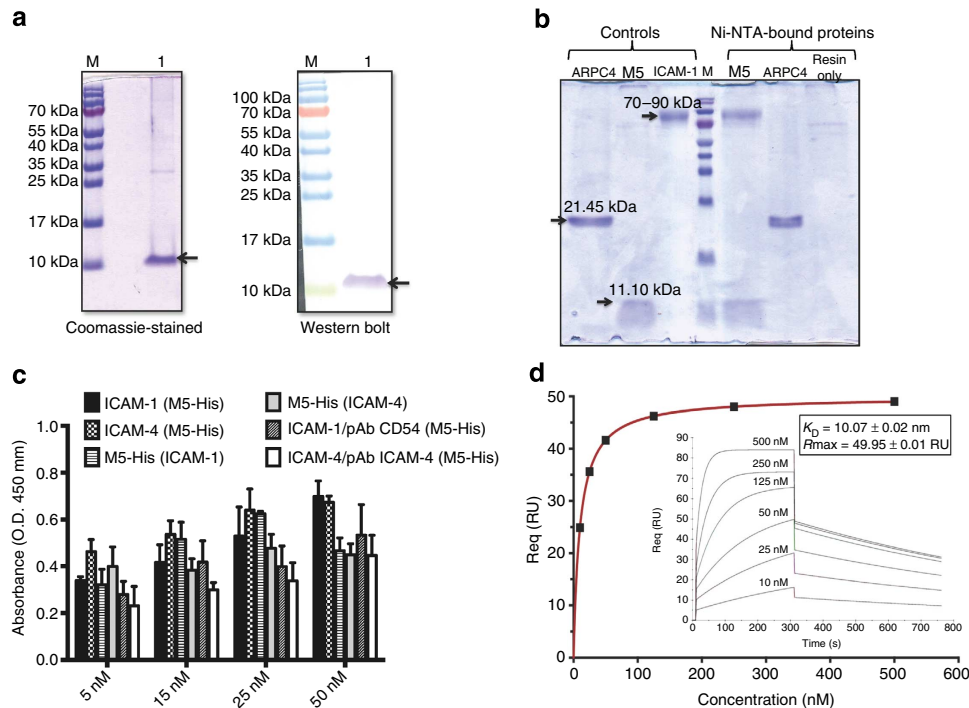 a
M 1
70 kDa
55 kDa
40 kDa
35 kDa
25 kDa
17 kDa
10 kDa
Coomassie-stained
M 1
100 kDa
70 kDa
55 kDa
40 kDa
35 kDa
25 kDa
17 kDa
10 kDa
Western bolt
b
Controls
Ni-NTA-bound proteins
ARPC4 M5 ICAM-1 M M5 ARPC4 Resin only
70–90 kDa
21.45 kDa
11.10 kDa
c
ICAM-1 (M5-His)
ICAM-4 (M5-His)
M5-His (ICAM-1)
M5-His (ICAM-4)
ICAM-1/pAb CD54 (M5-His)
ICAM-4/pAb ICAM-4 (M5-His)
Absorbance (O.D. 450 mm)
1.0
0.8
0.6
0.4
0.2
0.0
5 nM
15 nM
25 nM
50 nM
d
Req (RU)
50
40
30
20
10
0
0 100 200 300 400 500 600
Concentration (nM)
KD = 10.07 ± 0.02 nm
Rmax = 49.95 ± 0.01 RU
Req (RU)
90
80
70
60
50
40
30
20
10
0
500 nM
250 nM
125 nM
50 nM
25 nM
10 nM
0 100 200 300 400 500 600 700 800
Time (s)